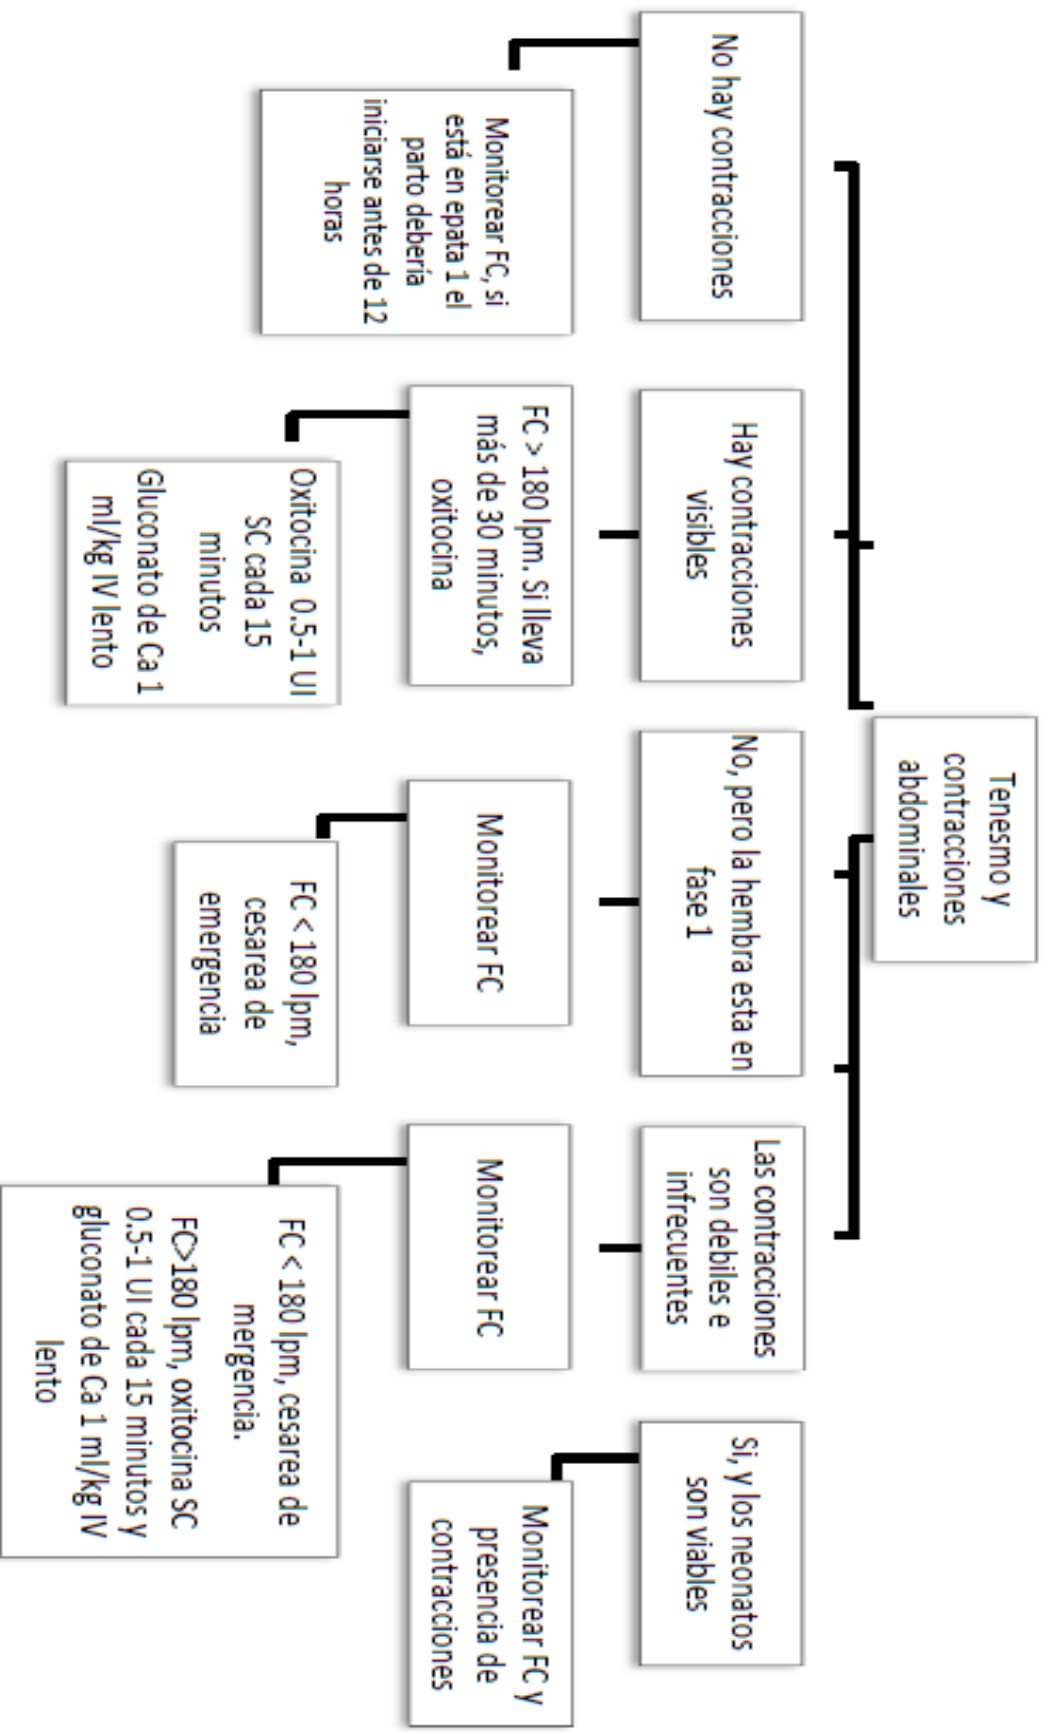 Tenesmo y
contracciones
abdominales
No hay contracciones
Monitorear FC, si
está en epata 1 el
parto debería
iniciarse antes de 12
horas
Hay contracciones
visibles
FC > 180 lpm. Si lleva
más de 30 minutos,
oxitocina
Oxitocina 0.5-1 UI
SC cada 15
minutos
Gluconato de Ca 1
ml/kg IV lento
No, pero la hembra esta en
fase 1
Monitorear FC
FC < 180 lpm,
cesarea de
emergencia
Las contracciones
son debiles e
infrecuentes
Monitorear FC
FC < 180 lpm, cesarea de
mergencia.
FC>180 lpm, oxitocina SC
0.5-1 UI cada 15 minutos y
gluconato de Ca 1 ml/kg IV
lento
Si, y los neonatos
son viables
Monitorear FC y
presencia de
contracciones